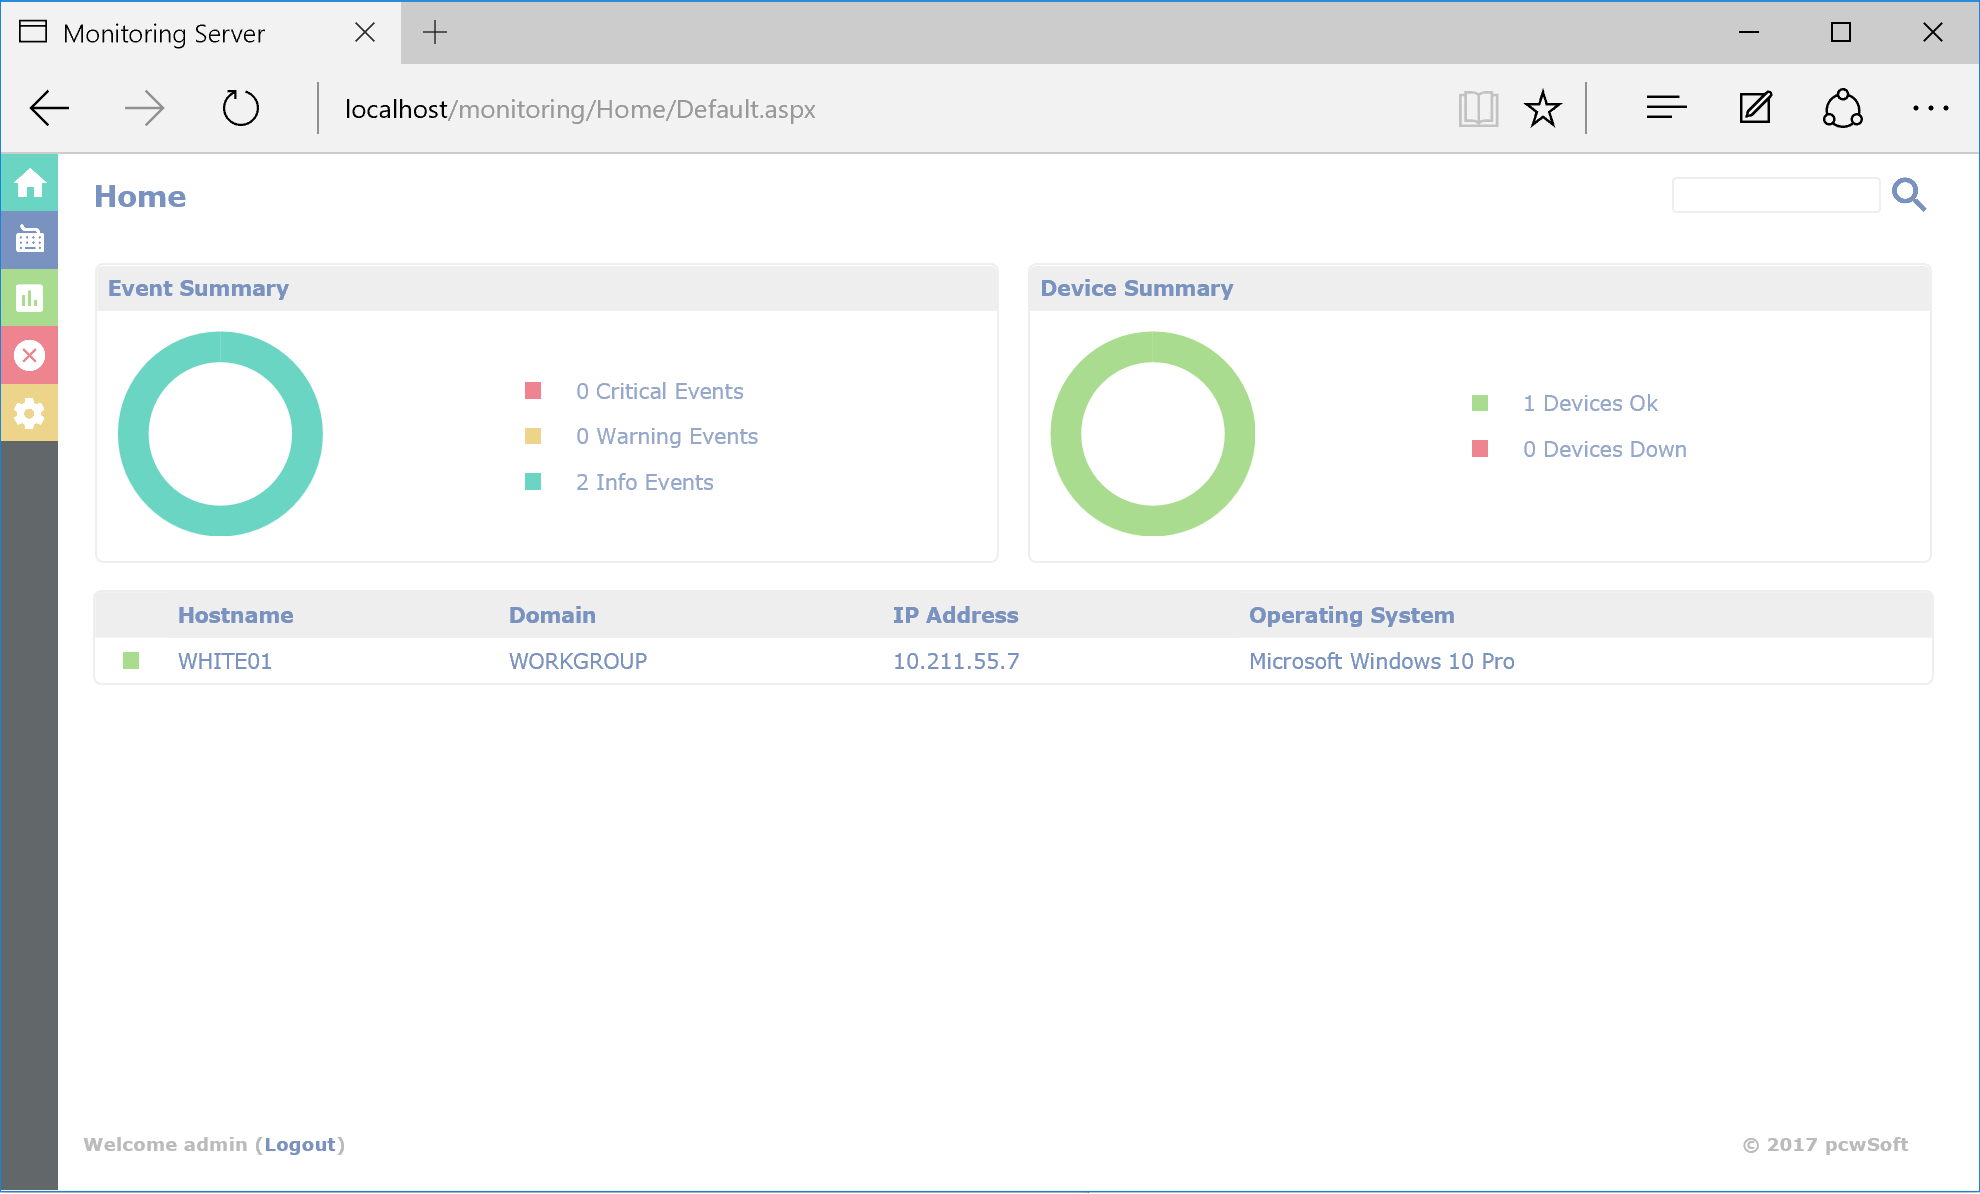 Monitoring Server
localhost/monitoring/Home/Default.aspx
Home
Event Summary
0 Critical Events
0 Warning Events
2 Info Events
Device Summary
1 Devices Ok
0 Devices Down
Hostname Domain IP Address Operating System
WHITE01 WORKGROUP 10.211.55.7 Microsoft Windows 10 Pro
Welcome admin (Logout)
© 2017 pcwSoft